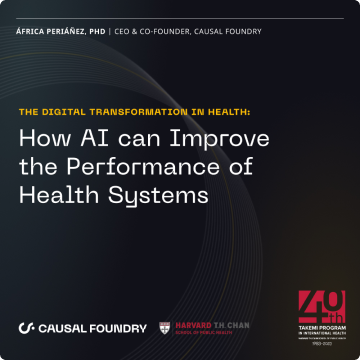 ÁFRICA PERIÁÑEZ, PHD | CEO & CO-FOUNDER, CAUSAL FOUNDRY
THE DIGITAL TRANSFORMATION IN HEALTH:
How AI can Improve
the Performance of
Health Systems
CAUSAL FOUNDRY
HARVARD T.H. CHAN
SCHOOL OF PUBLIC HEALTH
40th
TAKEMI PROGRAM
IN INTERNATIONAL HEALTH